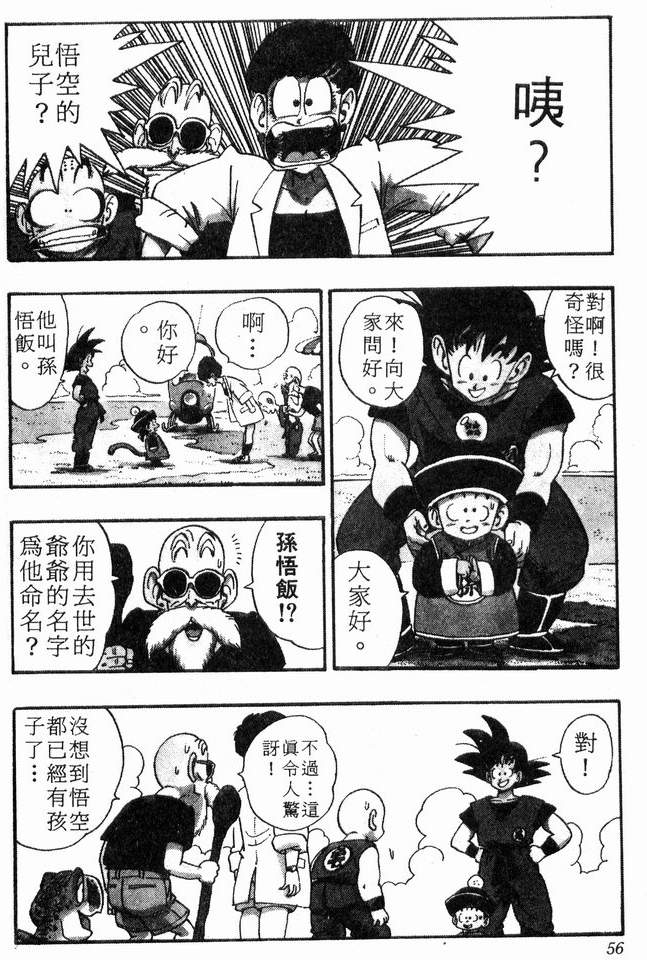 咦?
悟空的
兒子?
對啊!很
奇怪嗎?
來!向大
家問好。
大家好。
啊…
你好
。
他叫孫
悟飯。
孫悟飯!?
你用去世的
爺爺的名字
為他命名?
對!
不過…這
真令人驚
訝!
沒想到悟空
都已經有孩
子了…
56